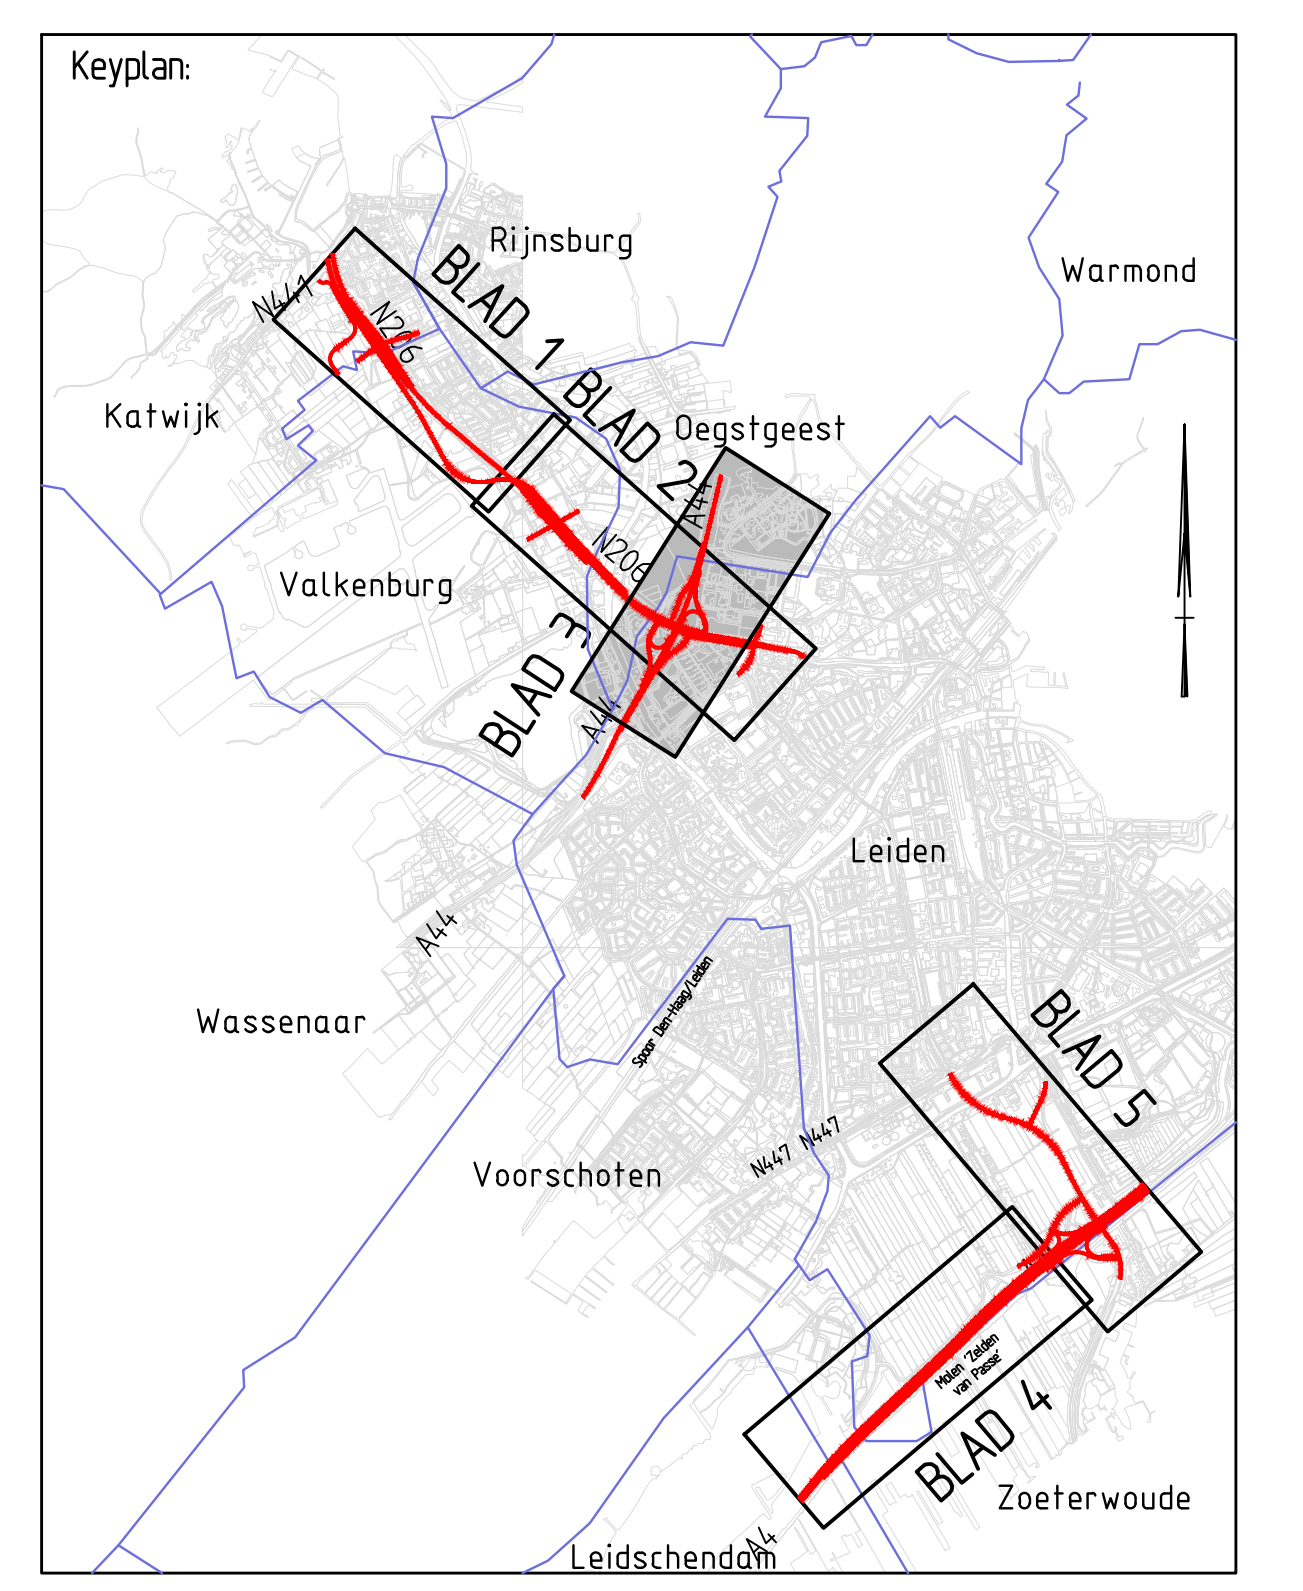 Keyplan:
Rijnsburg
Warmond
BLAD 1
N441
N206
Katwijk
BLAD 2
Oegstgeest
A44
N206
Valkenburg
BLAD 3
A44
Leiden
A44
Spoor Den-Haag/Leiden
Wassenaar
BLAD 5
N447 N447
Voorschoten
Molen 'Zelden
van Passe'
BLAD 4
Zoeterwoude
A4
Leidschendam